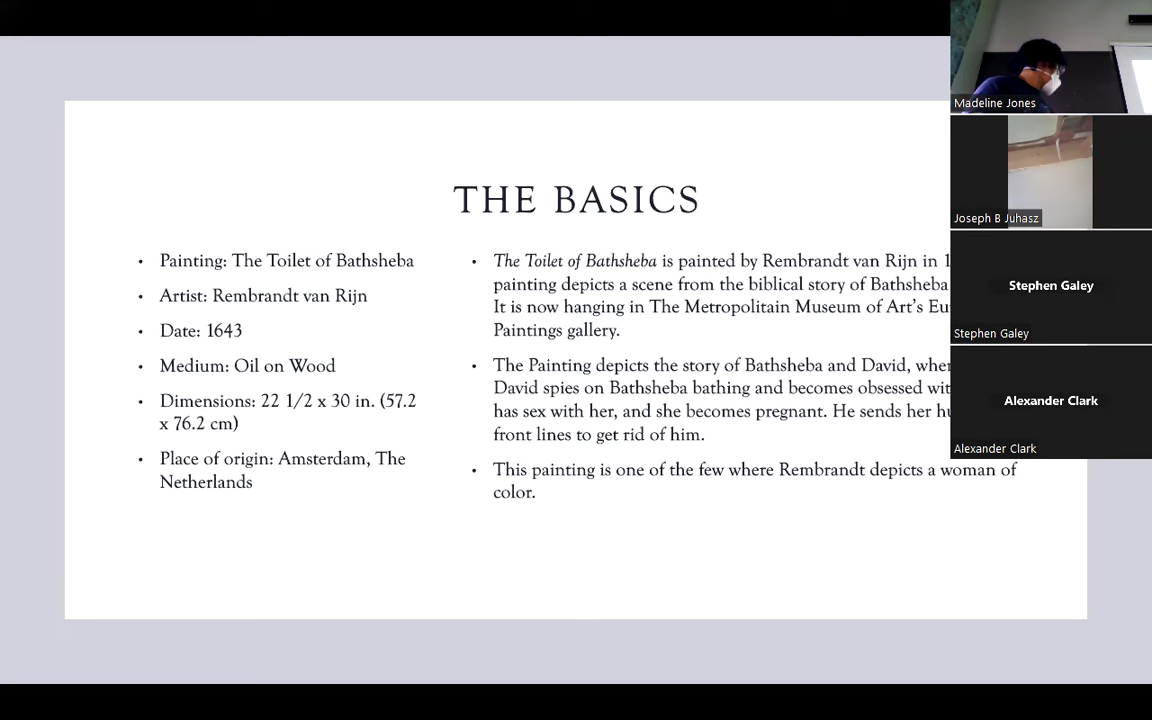 THE BASICS
• Painting: The Toilet of Bathsheba
• Artist: Rembrandt van Rijn
• Date: 1643
• Medium: Oil on Wood
• Dimensions: 22 1/2 x 30 in. (57.2
x 76.2 cm)
• Place of origin: Amsterdam, The
Netherlands
• The Toilet of Bathsheba is painted by Rembrandt van Rijn in
painting depicts a scene from the biblical story of Bathsheba
It is now hanging in The Metropolitain Museum of Art's
Paintings gallery.
• The Painting depicts the story of Bathsheba and David,
David spies on Bathsheba bathing and becomes obsessed
has sex with her, and she becomes pregnant. He sends her
front lines to get rid of him.
• This painting is one of the few where Rembrandt depicts a woman of
color.
Madeline Jones
Joseph B Juhasz
Stephen Galey
Stephen Galey
Alexander Clark
Alexander Clark